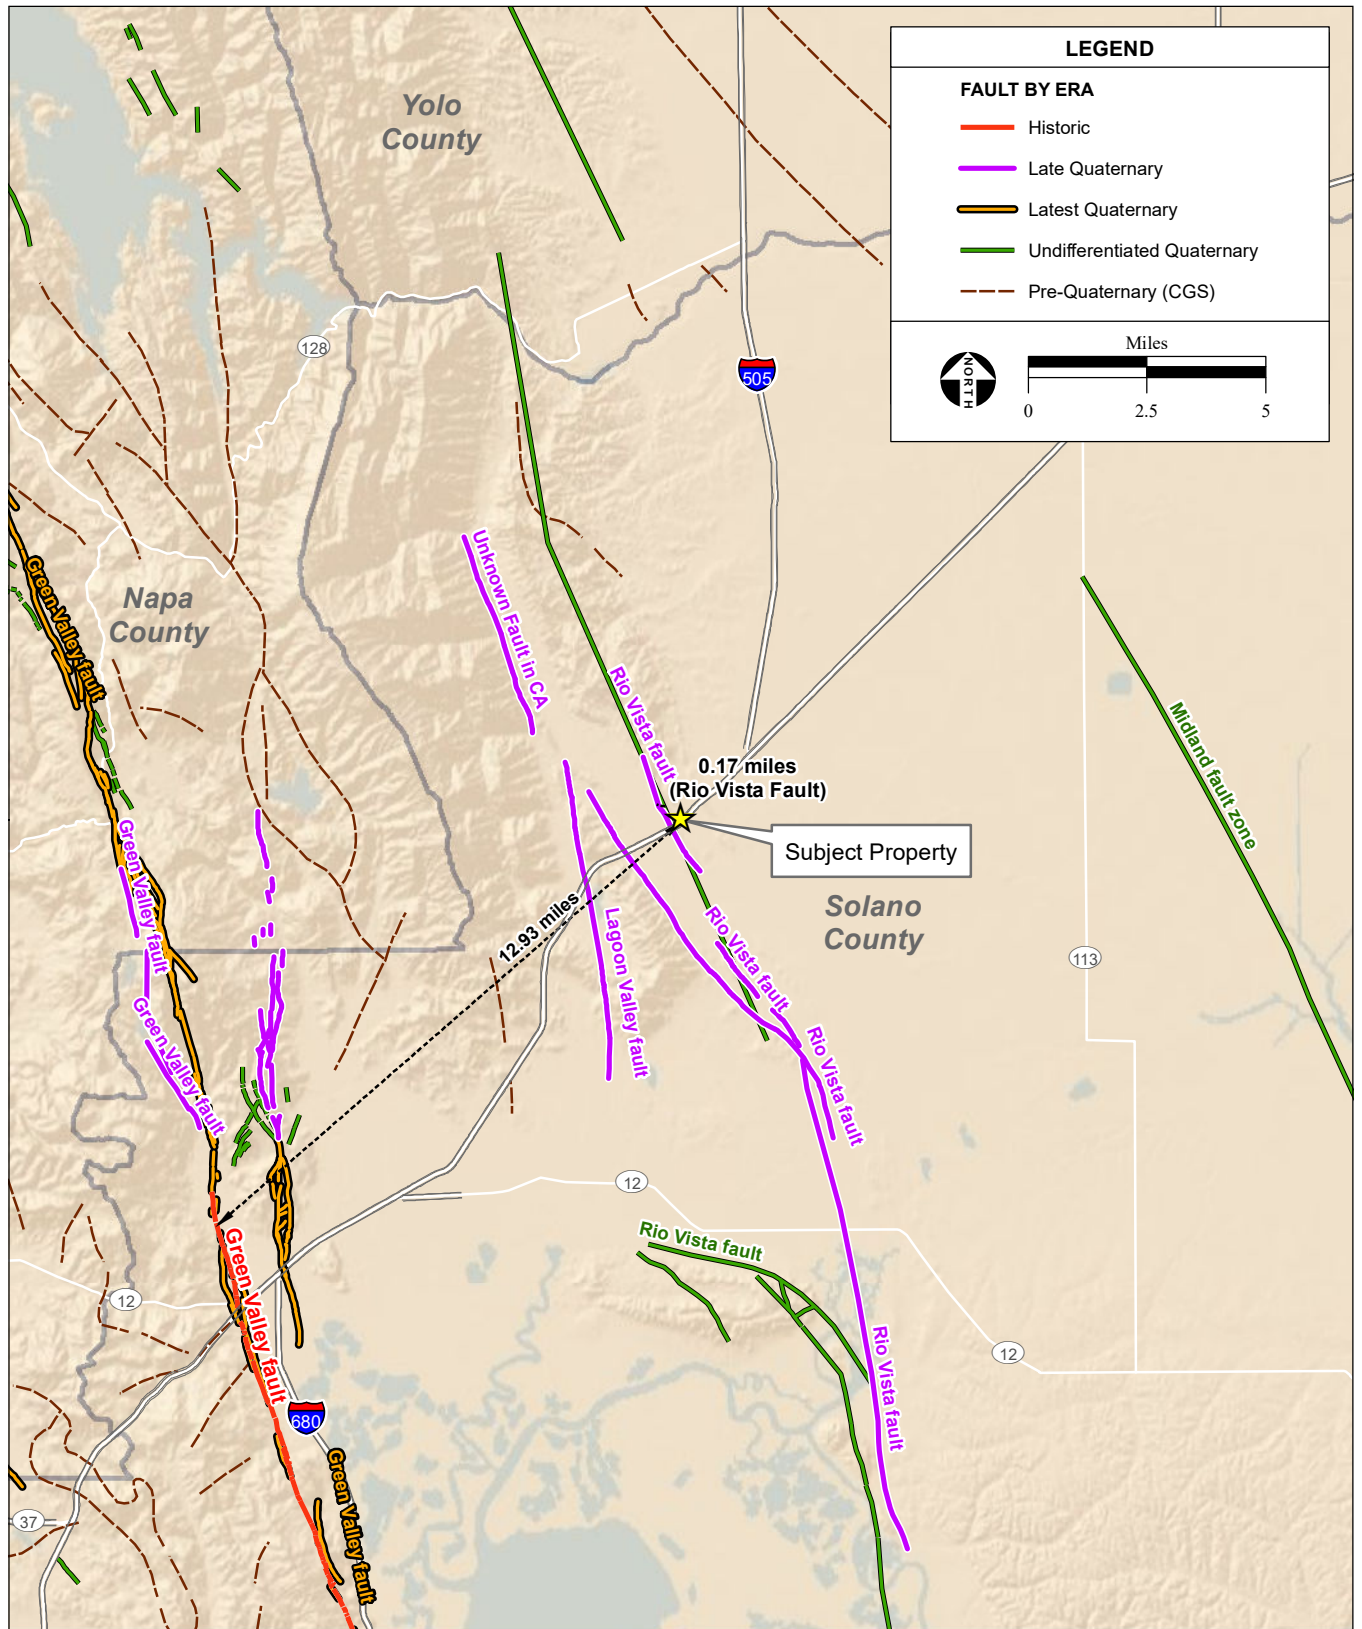 LEGEND
FAULT BY ERA
Historic
Late Quaternary
Latest Quaternary
Undifferentiated Quaternary
Pre-Quaternary (CGS)
Miles
NORTH
0 2.5 5
Yolo
County
128
505
Napa
County
Green Valley fault
Unknown Fault in CA
Rio Vista fault
Midland fault zone
0.17 miles
(Rio Vista Fault)
Subject Property
Solano
County
113
12.93 miles
Lagoon Valley fault
Green Valley fault
Green Valley fault
Rio Vista fault
Rio Vista fault
12
Rio Vista fault
Green Valley fault
12
12
Rio Vista fault
680
Green Valley fault
37